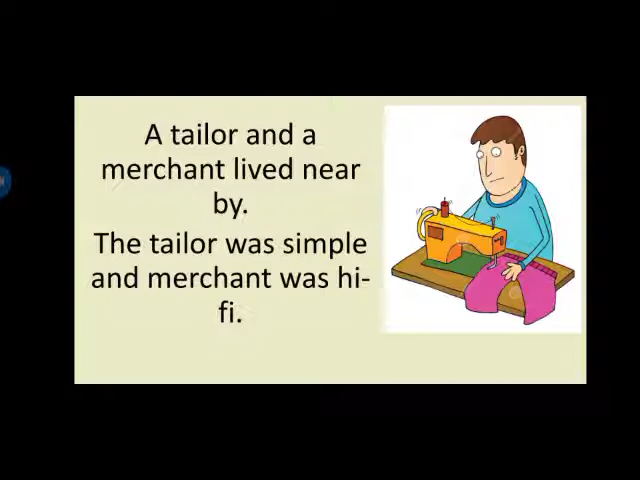 A tailor and a
merchant lived near
by.
The tailor was simple
and merchant was hi-
fi.